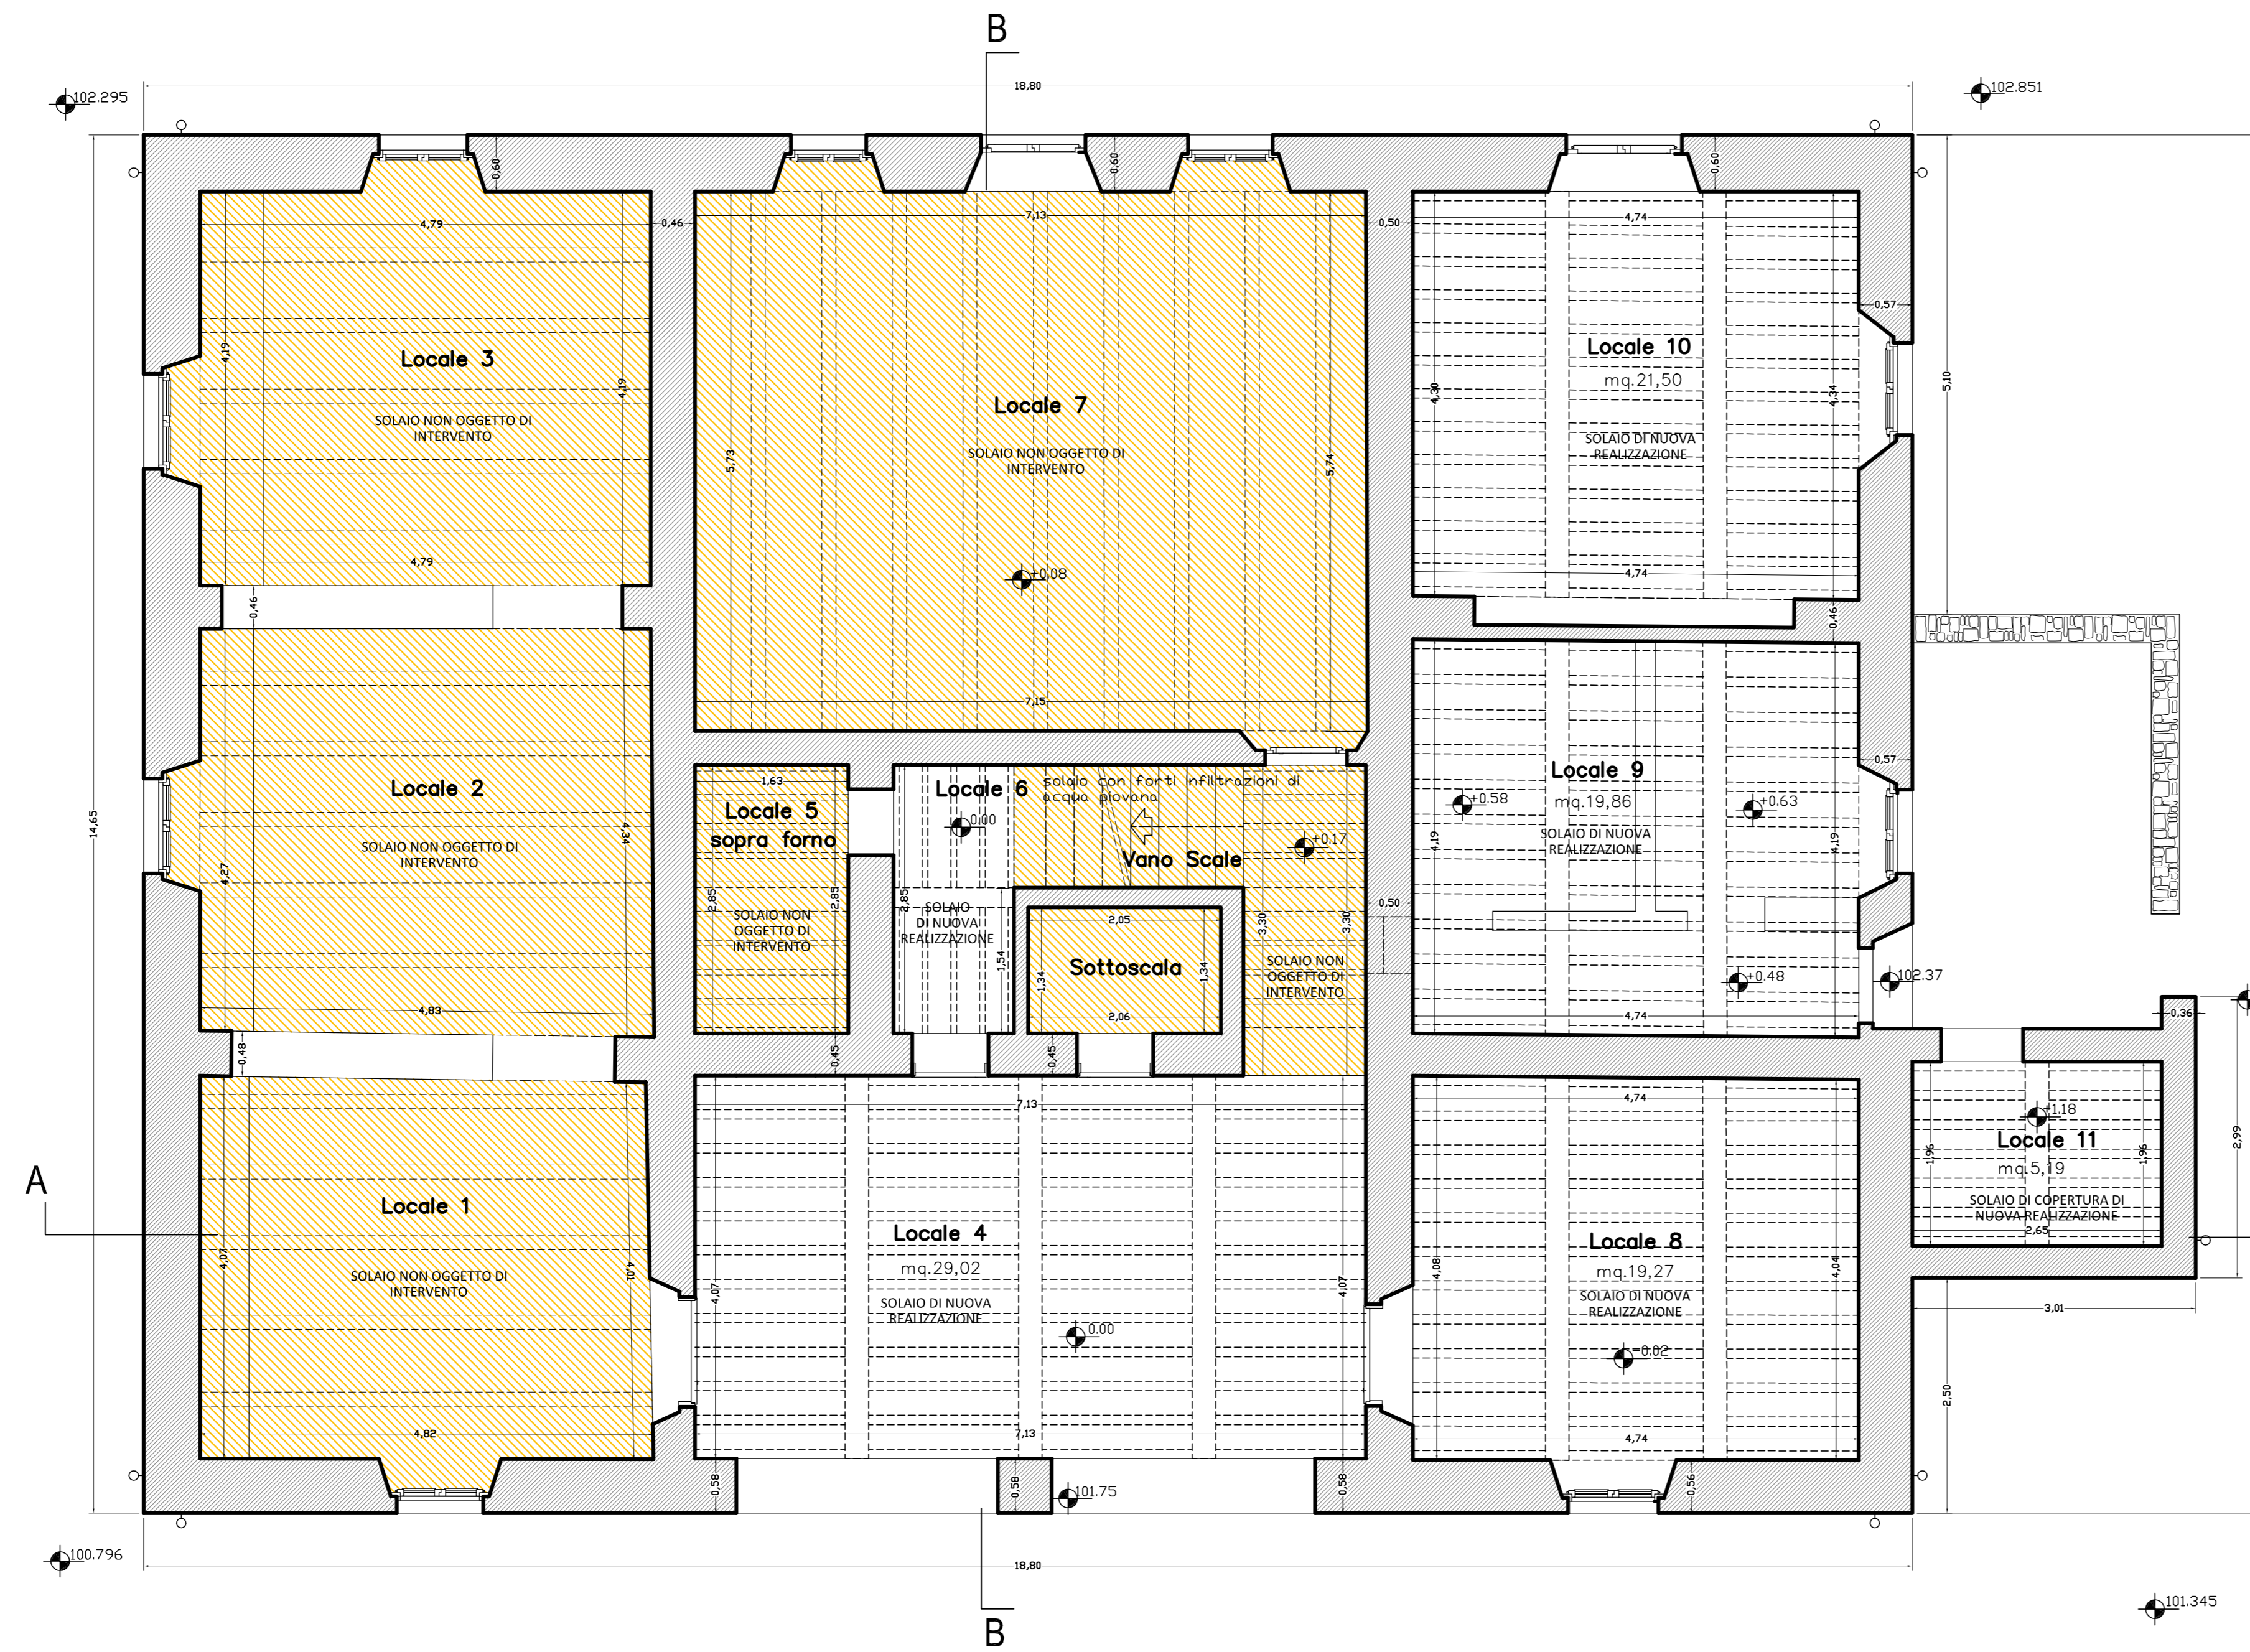 B
18,80
102.295
102.851
0,60
0,60
0,60
4,79
0,46
7,13
0,50
4,74
0,57
4,19
4,19
Locale 3
SOLAIO NON OGGETTO DI
INTERVENTO
4,79
0,46
Locale 7
SOLAIO NON OGGETTO DI
INTERVENTO
5,73
5,74
+0,08
7,15
Locale 10
mq.21,50
4,30
4,34
SOLAIO DI NUOVA
REALIZZAZIONE
4,74
0,46
5,10
14,65
Locale 2
SOLAIO NON OGGETTO DI
INTERVENTO
4,27
4,34
4,83
0,48
1,63
Locale 5
sopra forno
2,85
2,85
SOLAIO NON
OGGETTO DI
INTERVENTO
0,45
Locale 6
0.00
2,85
SOLAIO
DI NUOVA
REALIZZAZIONE
1,54
solaio con forti infiltrazioni di
acqua piovana
Vano Scale
+0.17
2,05
Sottoscala
1,34
1,34
2,06
0,45
3,30
3,30
SOLAIO NON
OGGETTO DI
INTERVENTO
0,50
Locale 9
mq.19,86
+0.58
+0.63
SOLAIO DI NUOVA
REALIZZAZIONE
4,19
4,19
0,57
+0.48
102.37
4,74
0,36
A
Locale 1
SOLAIO NON OGGETTO DI
INTERVENTO
4,07
4,01
4,82
7,13
Locale 4
mq.29,02
SOLAIO DI NUOVA
REALIZZAZIONE
4,07
4,07
0.00
7,13
0,58
0,58
0,58
101.75
4,74
Locale 8
mq.19,27
SOLAIO DI NUOVA
REALIZZAZIONE
4,08
4,04
-0.02
4,74
0,56
+1.18
Locale 11
mq.5,19
1,96
1,96
SOLAIO DI COPERTURA DI
NUOVA REALIZZAZIONE
2,65
2,99
3,01
2,50
100.796
18,80
101.345
B